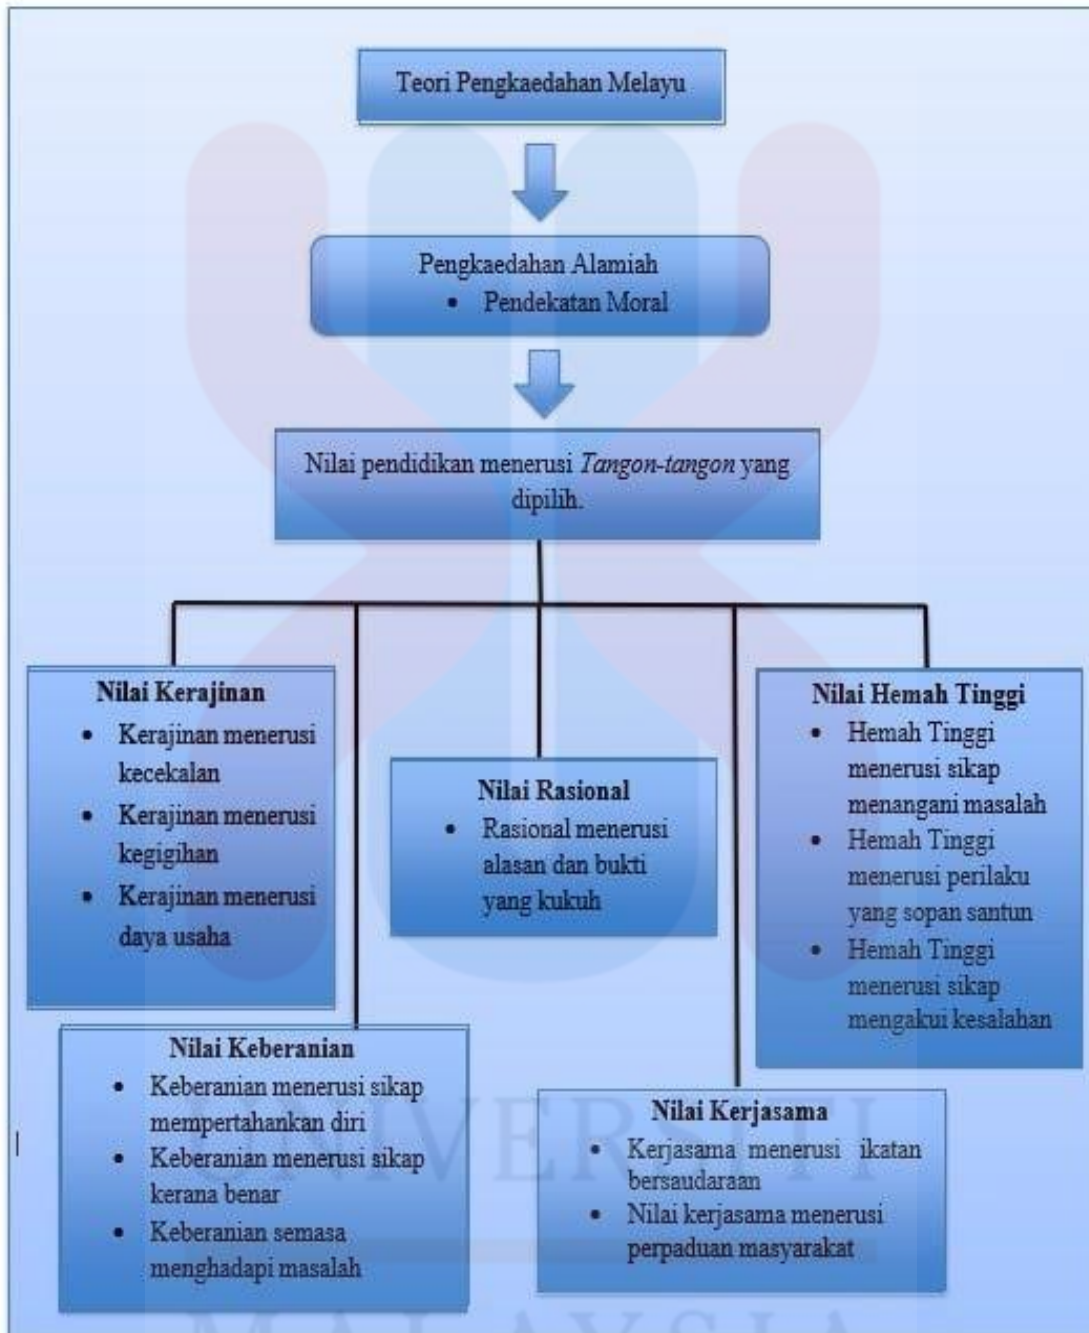 Teori Pengkaedahan Melayu
Pengkaedahan Alamiah
• Pendekatan Moral
Nilai pendidikan menerusi Tangon-tangon yang
dipilih.
Nilai Kerajinan
• Kerajinan menerusi
kecekalan
• Kerajinan menerusi
kegigihan
• Kerajinan menerusi
daya usaha
Nilai Keberanian
• Keberanian menerusi sikap
mempertahankan diri
• Keberanian menerusi sikap
kerana benar
• Keberanian semasa
menghadapi masalah
Nilai Rasional
• Rasional menerusi
alasan dan bukti
yang kukuh
Nilai Kerjasama
• Kerjasama menerusi ikatan
bersaudaraan
• Nilai kerjasama menerusi
perpaduan masyarakat
Nilai Hemah Tinggi
• Hemah Tinggi
menerusi sikap
menangani masalah
• Hemah Tinggi
menerusi perilaku
yang sopan santun
• Hemah Tinggi
menerusi sikap
mengakui kesalahan
UNIVERSITI
MALAYSIA